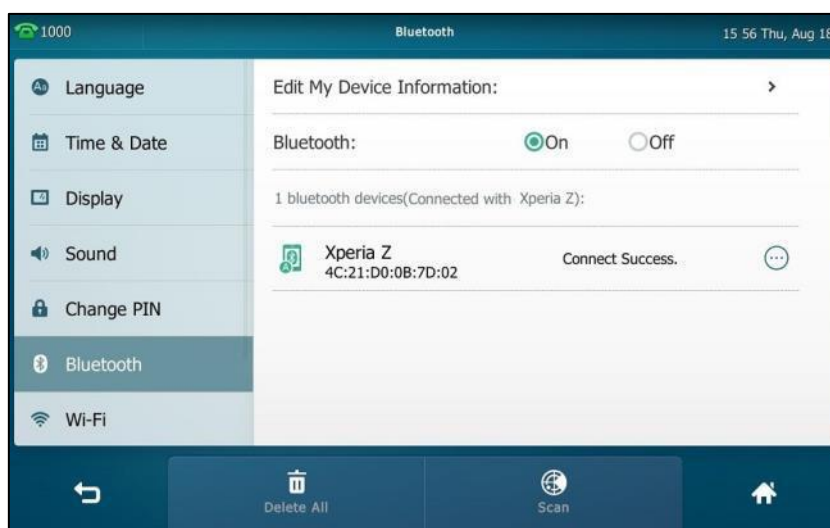 1000 Bluetooth 15 56 Thu, Aug 18
Language
Time & Date
Display
Sound
Change PIN
Bluetooth
Wi-Fi
Edit My Device Information:
Bluetooth: On Off
1 bluetooth devices(Connected with Xperia Z):
Xperia Z
4C:21:D0:0B:7D:02
Connect Success.
Delete All
Scan